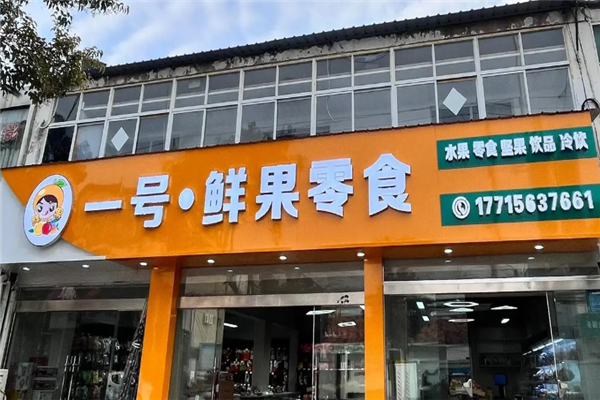 一号·鲜果零食
水果 零食 坚果 饮品 冷饮
17715637661